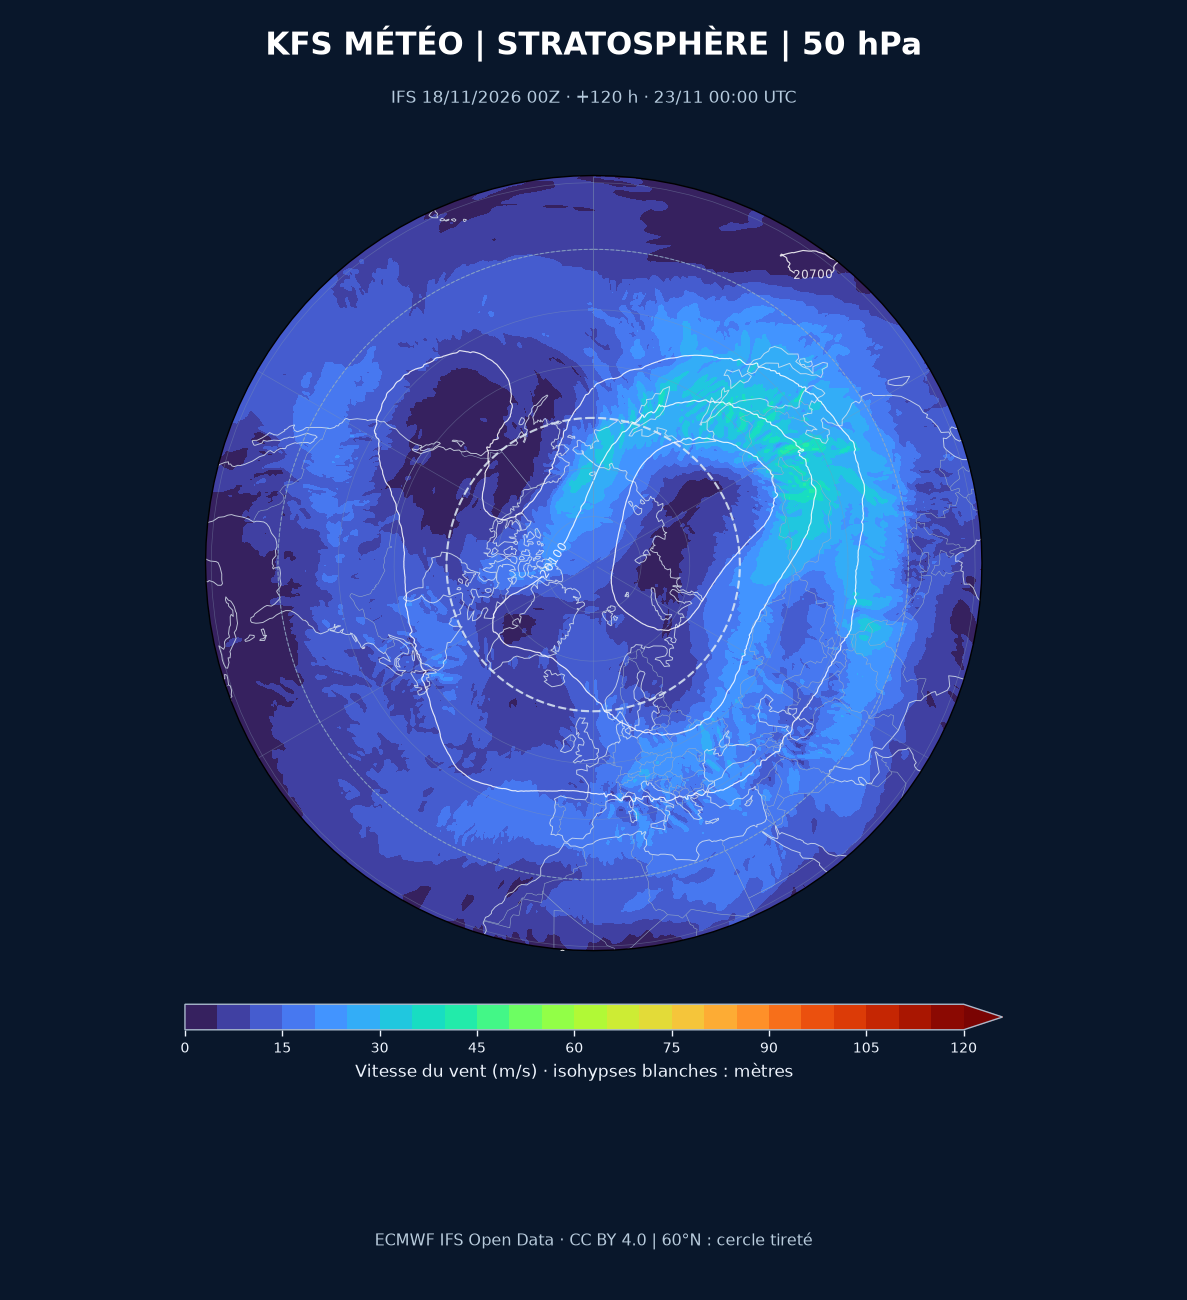 KFS MÉTÉO | STRATOSPHÈRE | 50 hPa
IFS 18/11/2026 00Z · +120 h · 23/11 00:00 UTC
20700
20100
0 15 30 45 60 75 90 105 120
Vitesse du vent (m/s) · isohypses blanches : mètres
ECMWF IFS Open Data · CC BY 4.0 | 60°N : cercle tireté